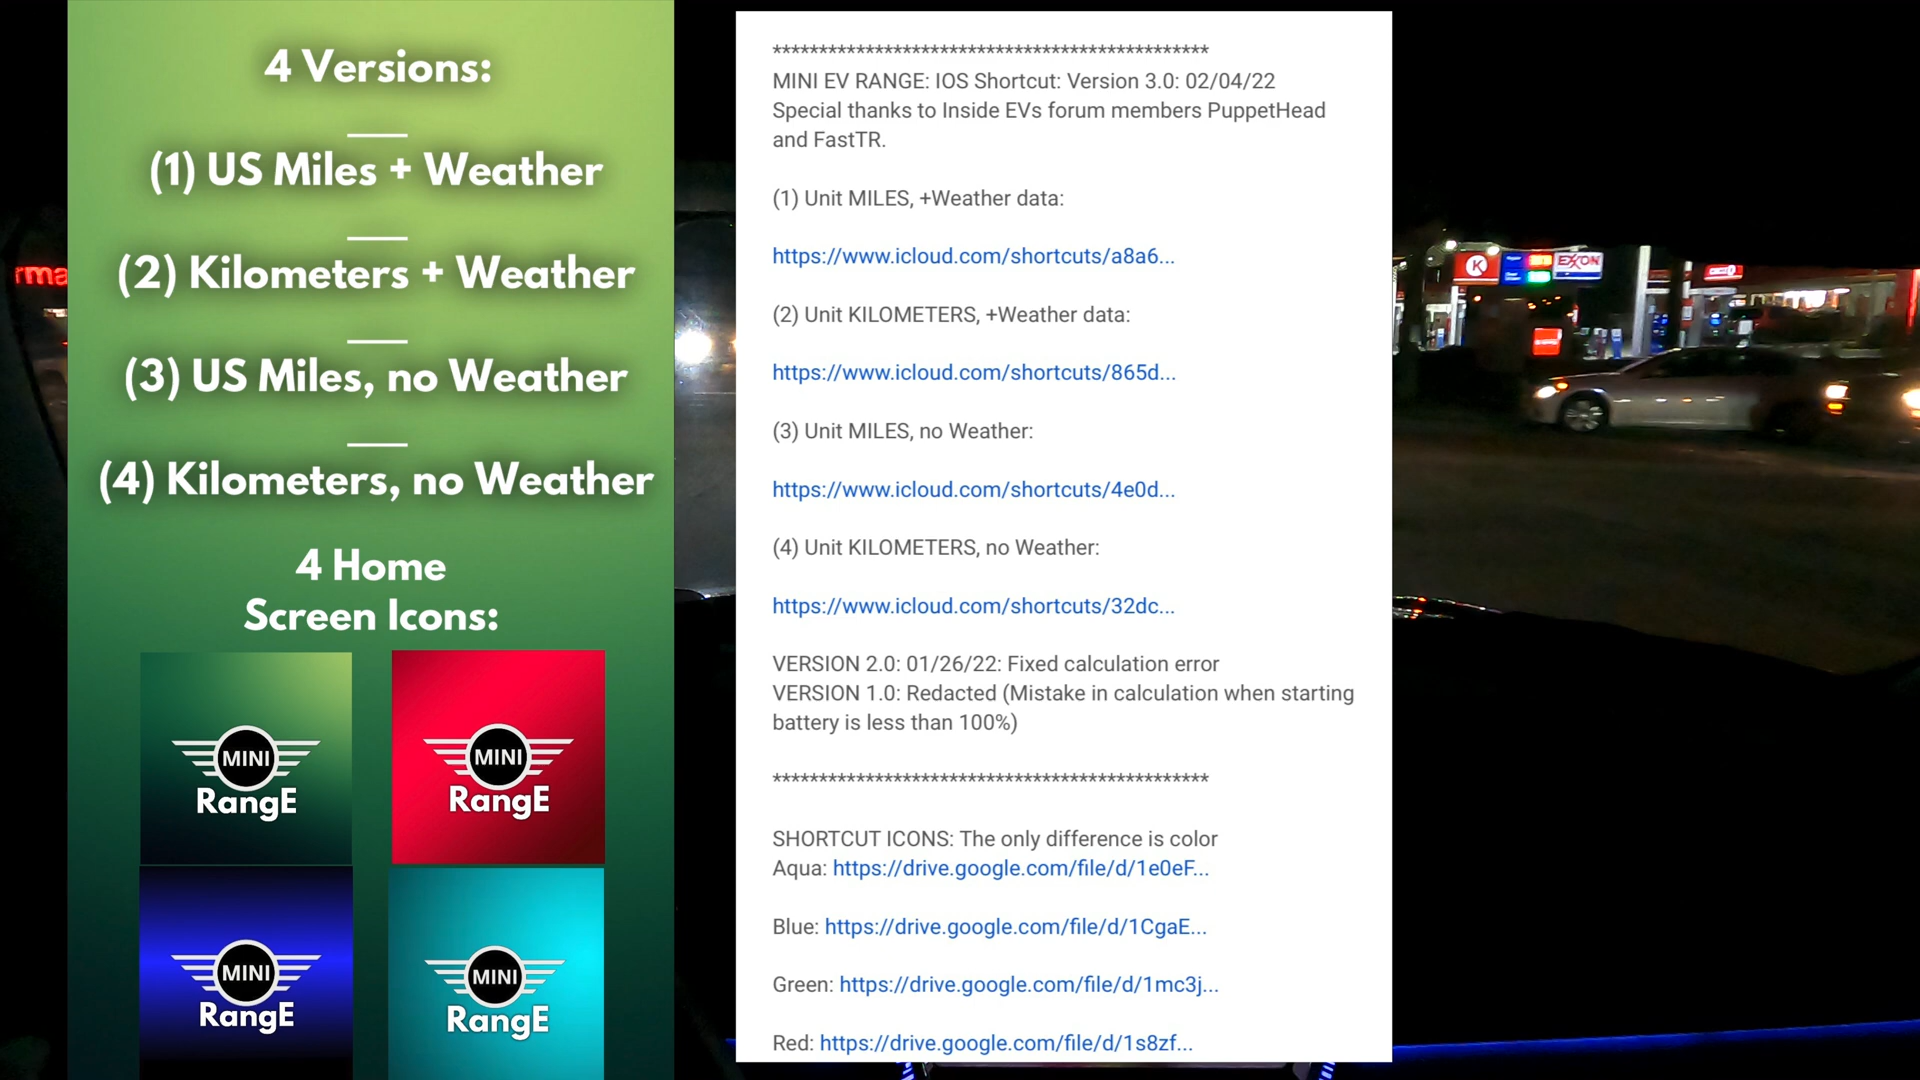 4 Versions:
(1) US Miles + Weather
(2) Kilometers + Weather
(3) US Miles, no Weather
(4) Kilometers, no Weather
4 Home
Screen Icons:
MINI
RangE
MINI
RangE
MINI
RangE
MINI
RangE
***********************************************
MINI EV RANGE: IOS Shortcut: Version 3.0: 02/04/22
Special thanks to Inside EVs forum members PuppetHead
and FastTR.
(1) Unit MILES, +Weather data:
https://www.icloud.com/shortcuts/a8a6...
(2) Unit KILOMETERS, +Weather data:
https://www.icloud.com/shortcuts/865d...
(3) Unit MILES, no Weather:
https://www.icloud.com/shortcuts/4e0d...
(4) Unit KILOMETERS, no Weather:
https://www.icloud.com/shortcuts/32dc...
VERSION 2.0: 01/26/22: Fixed calculation error
VERSION 1.0: Redacted (Mistake in calculation when starting
battery is less than 100%)
***********************************************
SHORTCUT ICONS: The only difference is color
Aqua: https://drive.google.com/file/d/1e0eF...
Blue: https://drive.google.com/file/d/1CgaE...
Green: https://drive.google.com/file/d/1mc3j...
Red: https://drive.google.com/file/d/1s8zf...
rma
K
EXXON